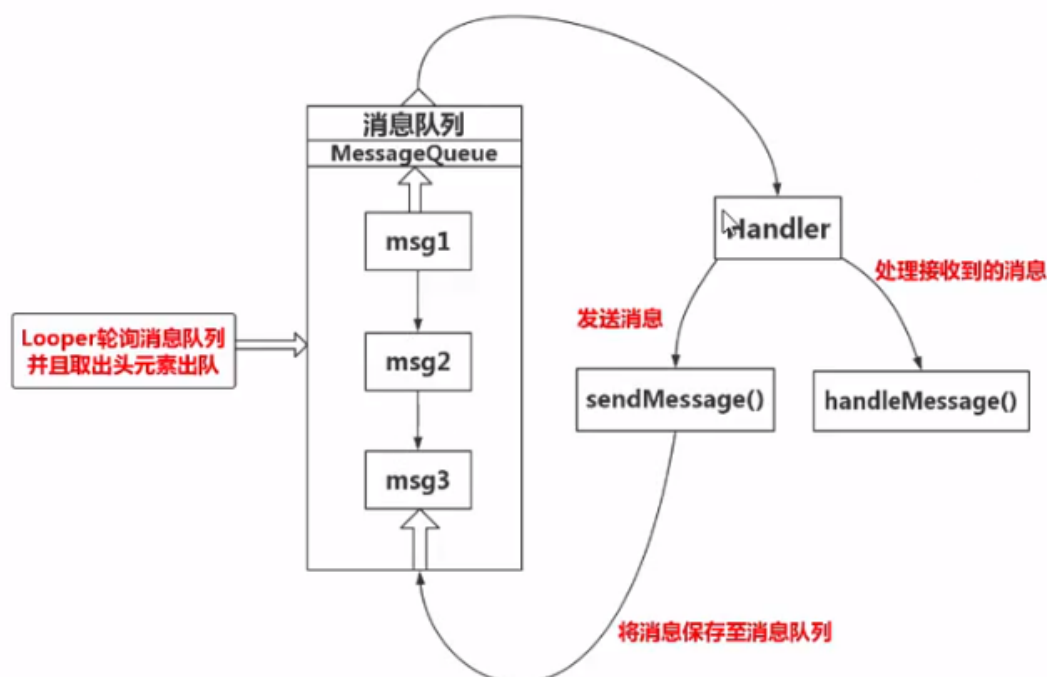 消息队列
MessageQueue
msg1
msg2
msg3
Looper轮询消息队列
并且取出头元素出队
Handler
发送消息
处理接收到的消息
sendMessage()
handleMessage()
将消息保存至消息队列